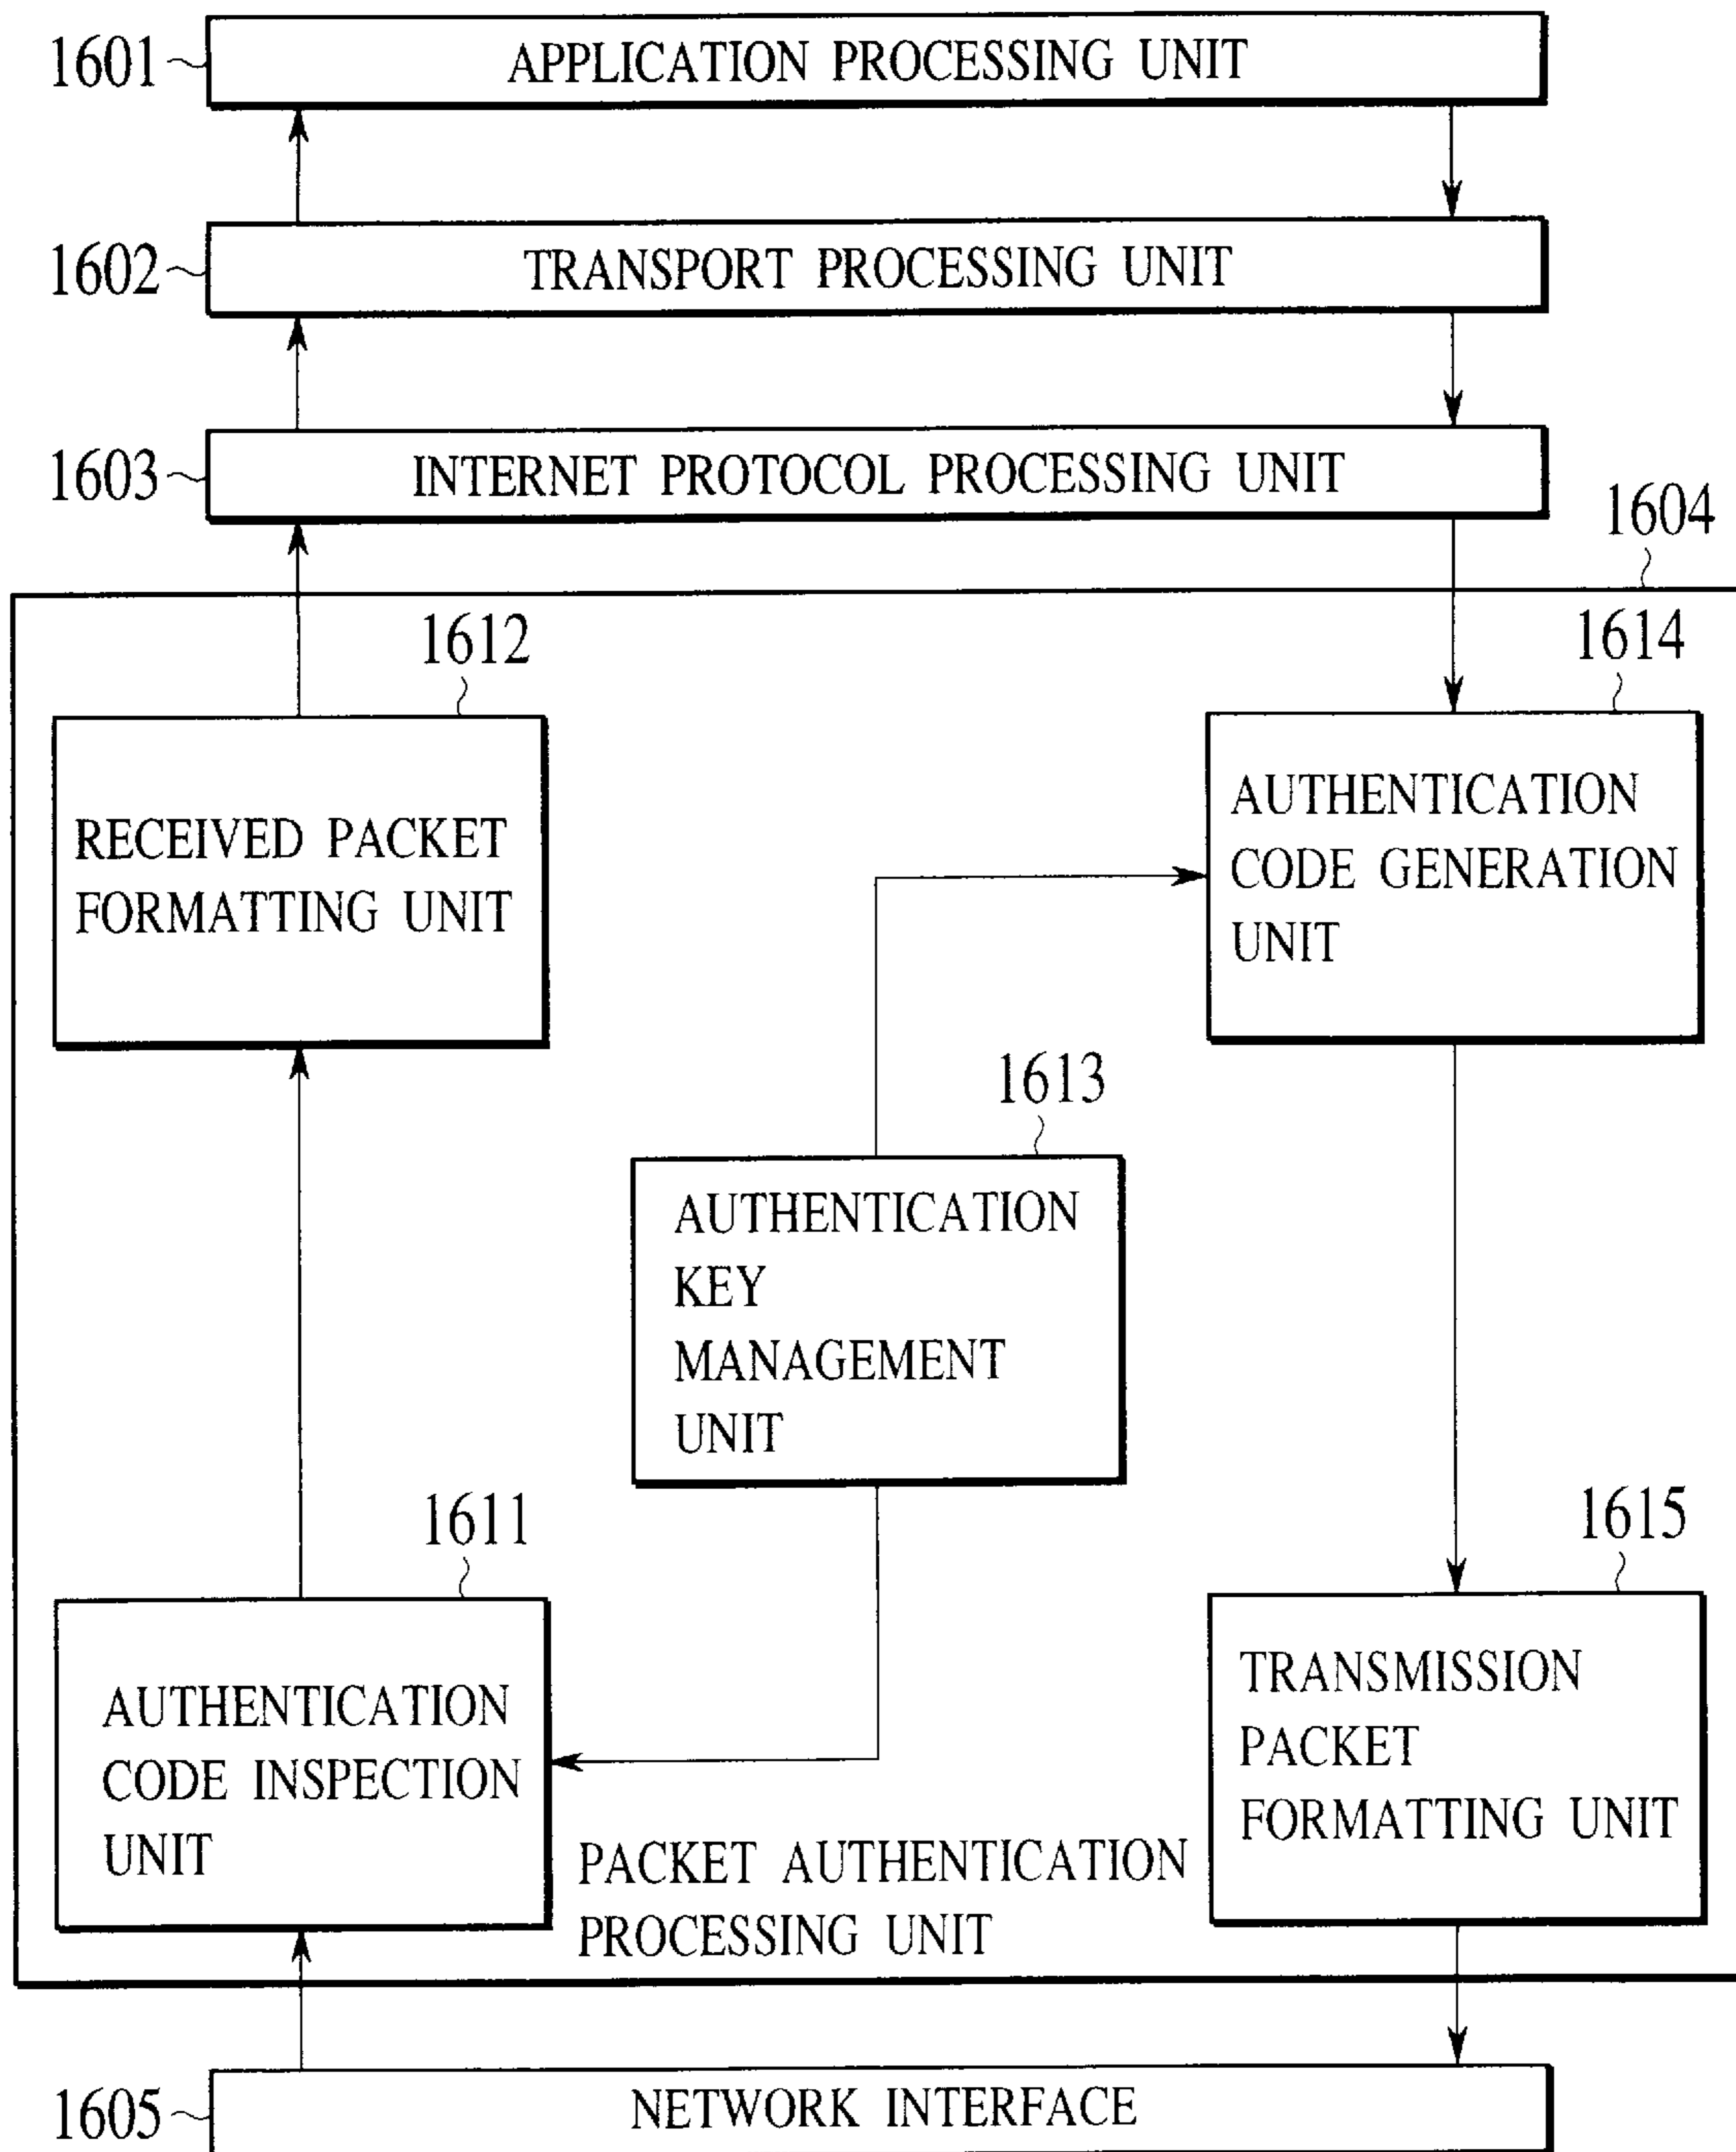 1601
APPLICATION PROCESSING UNIT
1602
TRANSPORT PROCESSING UNIT
1603
INTERNET PROTOCOL PROCESSING UNIT
1604
1612
RECEIVED PACKET
FORMATTING UNIT
1614
AUTHENTICATION
CODE GENERATION
UNIT
1613
AUTHENTICATION
KEY
MANAGEMENT
UNIT
1611
AUTHENTICATION
CODE INSPECTION
UNIT
1615
TRANSMISSION
PACKET
FORMATTING UNIT
PACKET AUTHENTICATION
PROCESSING UNIT
1605
NETWORK INTERFACE